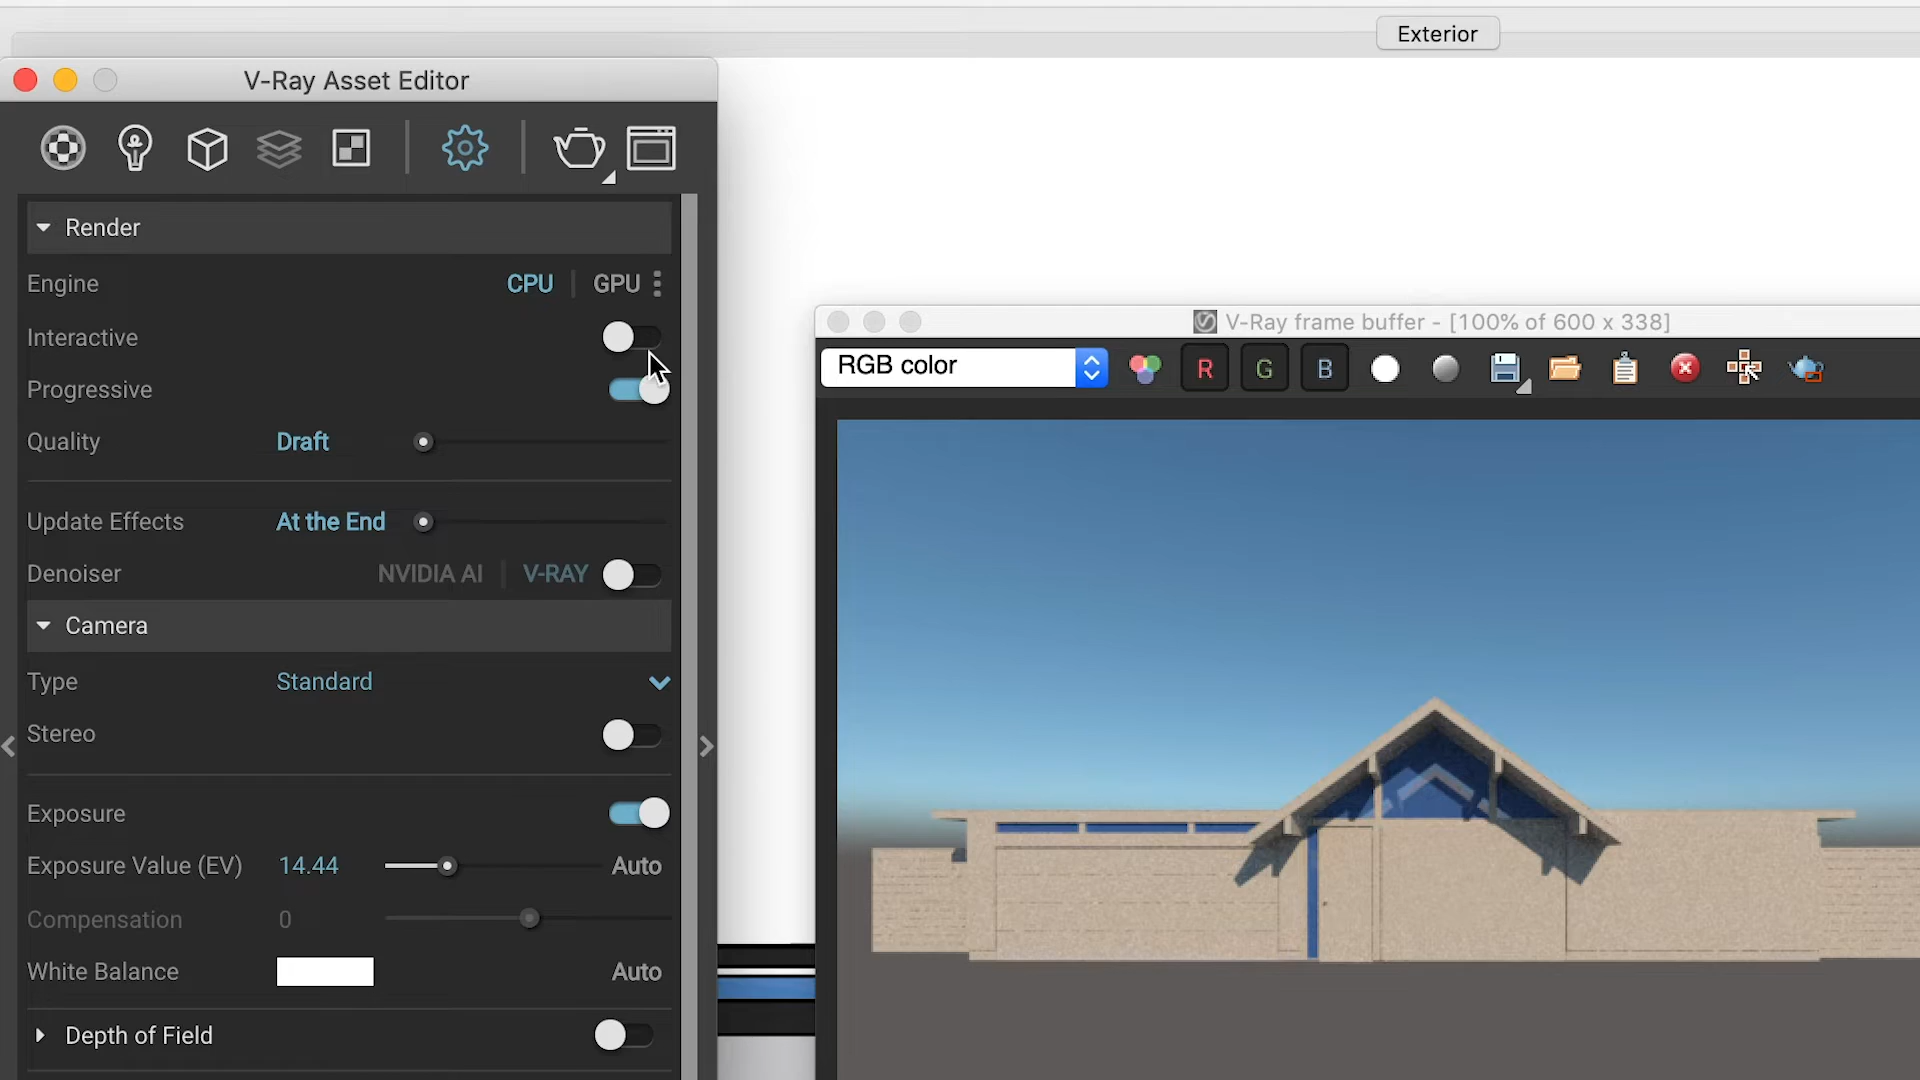 Exterior
V-Ray Asset Editor
Render
Engine CPU GPU
Interactive
Progressive
Quality Draft
Update Effects At the End
Denoiser NVIDIA AI V-RAY
Camera
Type Standard
Stereo
Exposure
Exposure Value (EV) 14.44 Auto
Compensation 0
White Balance Auto
Depth of Field
V-Ray frame buffer - [100% of 600 x 338]
RGB color R G B